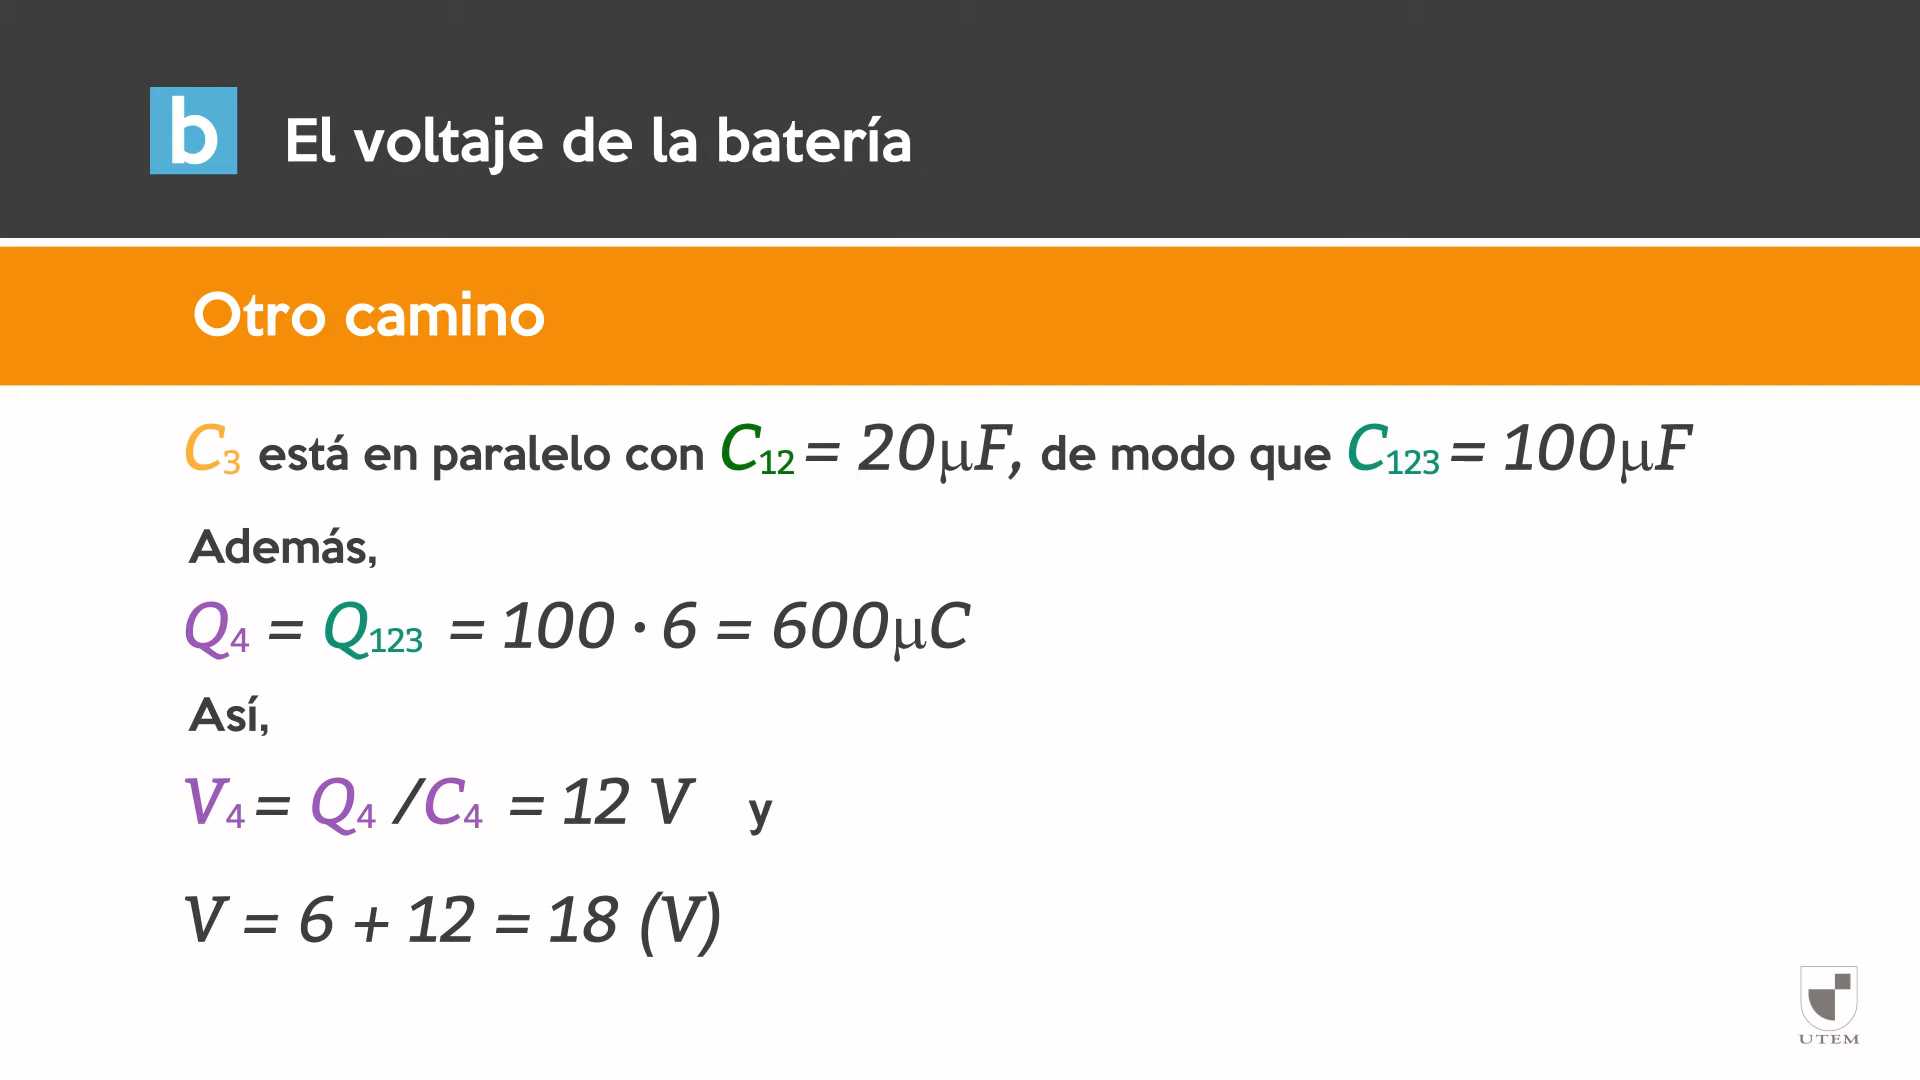 b El voltaje de la batería
Otro camino
C₃ está en paralelo con C₁₂ = 20µF, de modo que C₁₂₃ = 100µF
Además,
Q₄ = Q₁₂₃ = 100 · 6 = 600µC
Así,
V₄ = Q₄ /C₄ = 12 V y
V = 6 + 12 = 18 (V)
UTEM